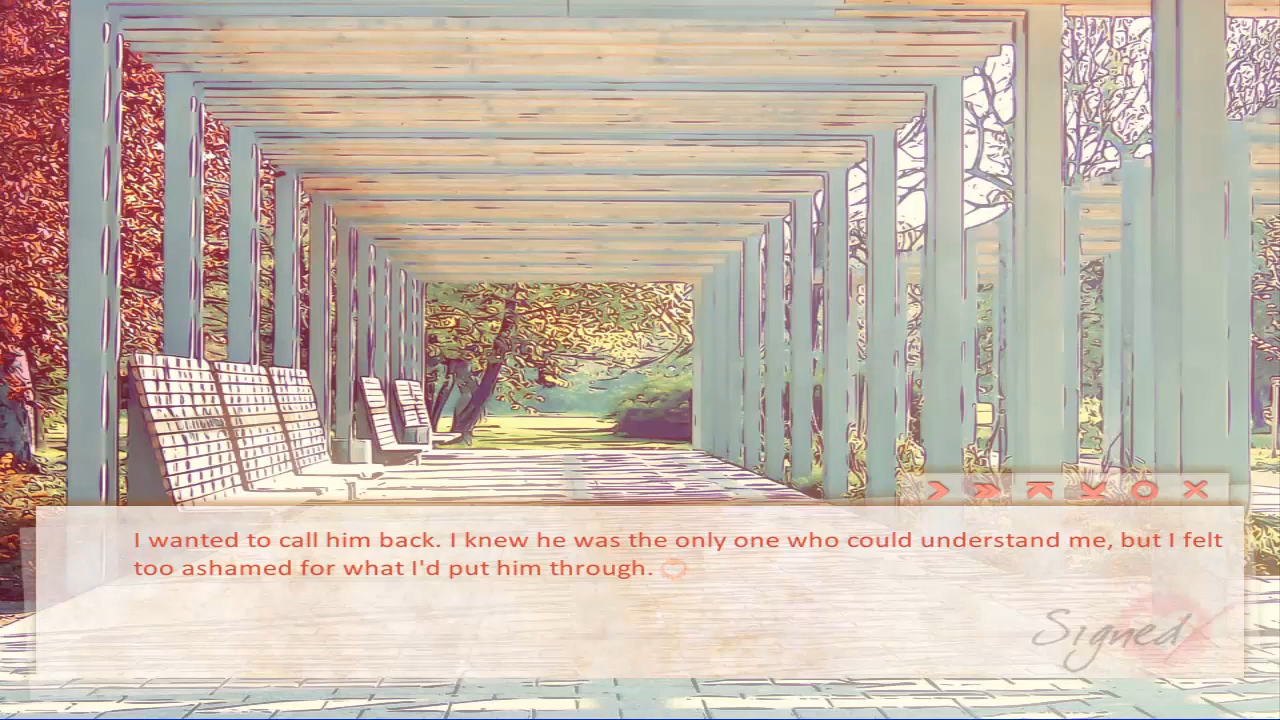 I wanted to call him back. I knew he was the only one who could understand me, but I felt
too ashamed for what I'd put him through.
Signed X